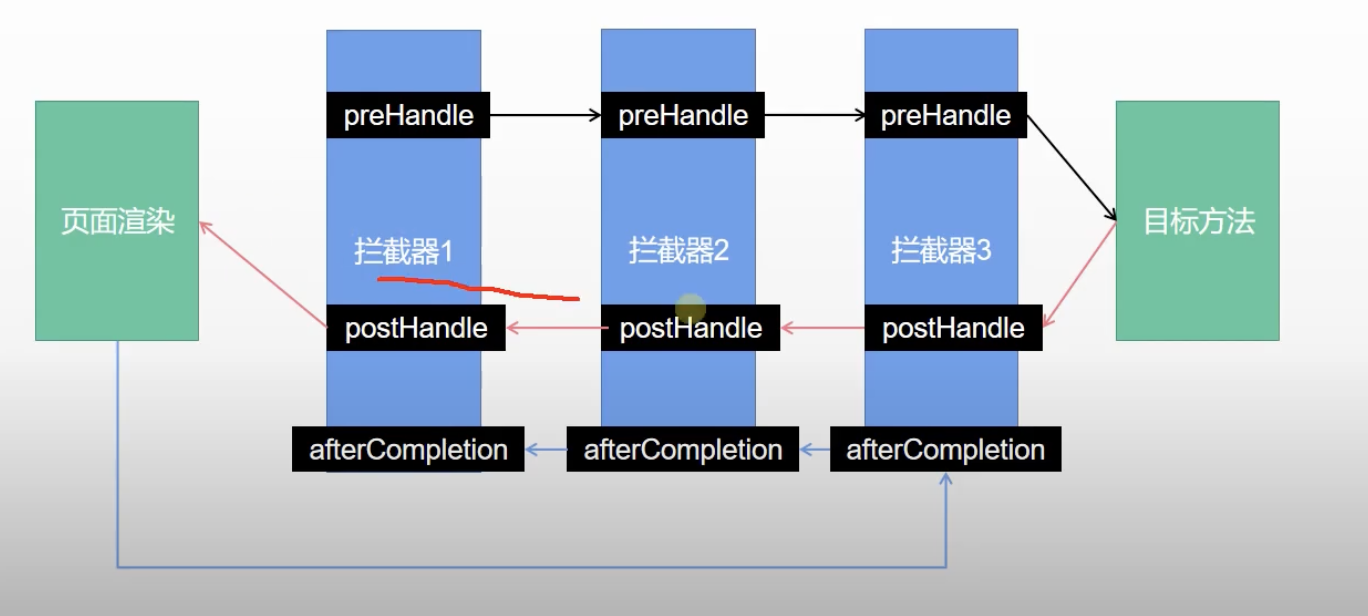 preHandle
preHandle
preHandle
页面渲染
拦截器1
拦截器2
拦截器3
目标方法
postHandle
postHandle
postHandle
afterCompletion
afterCompletion
afterCompletion